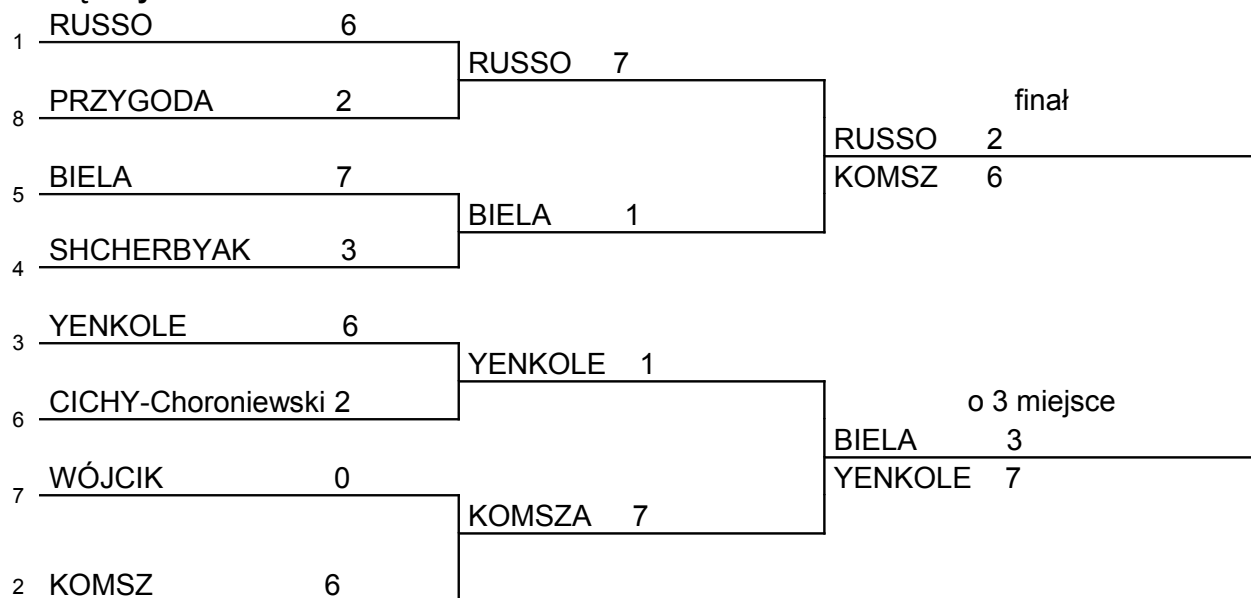 RUSSO 6
1
RUSSO 7
PRZYGODA 2
finał
8
RUSSO 2
BIELA 7
KOMSZ 6
5
BIELA 1
SHCHERBYAK 3
4
YENKOLE 6
3
YENKOLE 1
CICHY-Choroniewski 2
o 3 miejsce
6
BIELA 3
WÓJCIK 0
YENKOLE 7
7
KOMSZA 7
2 KOMSZ 6